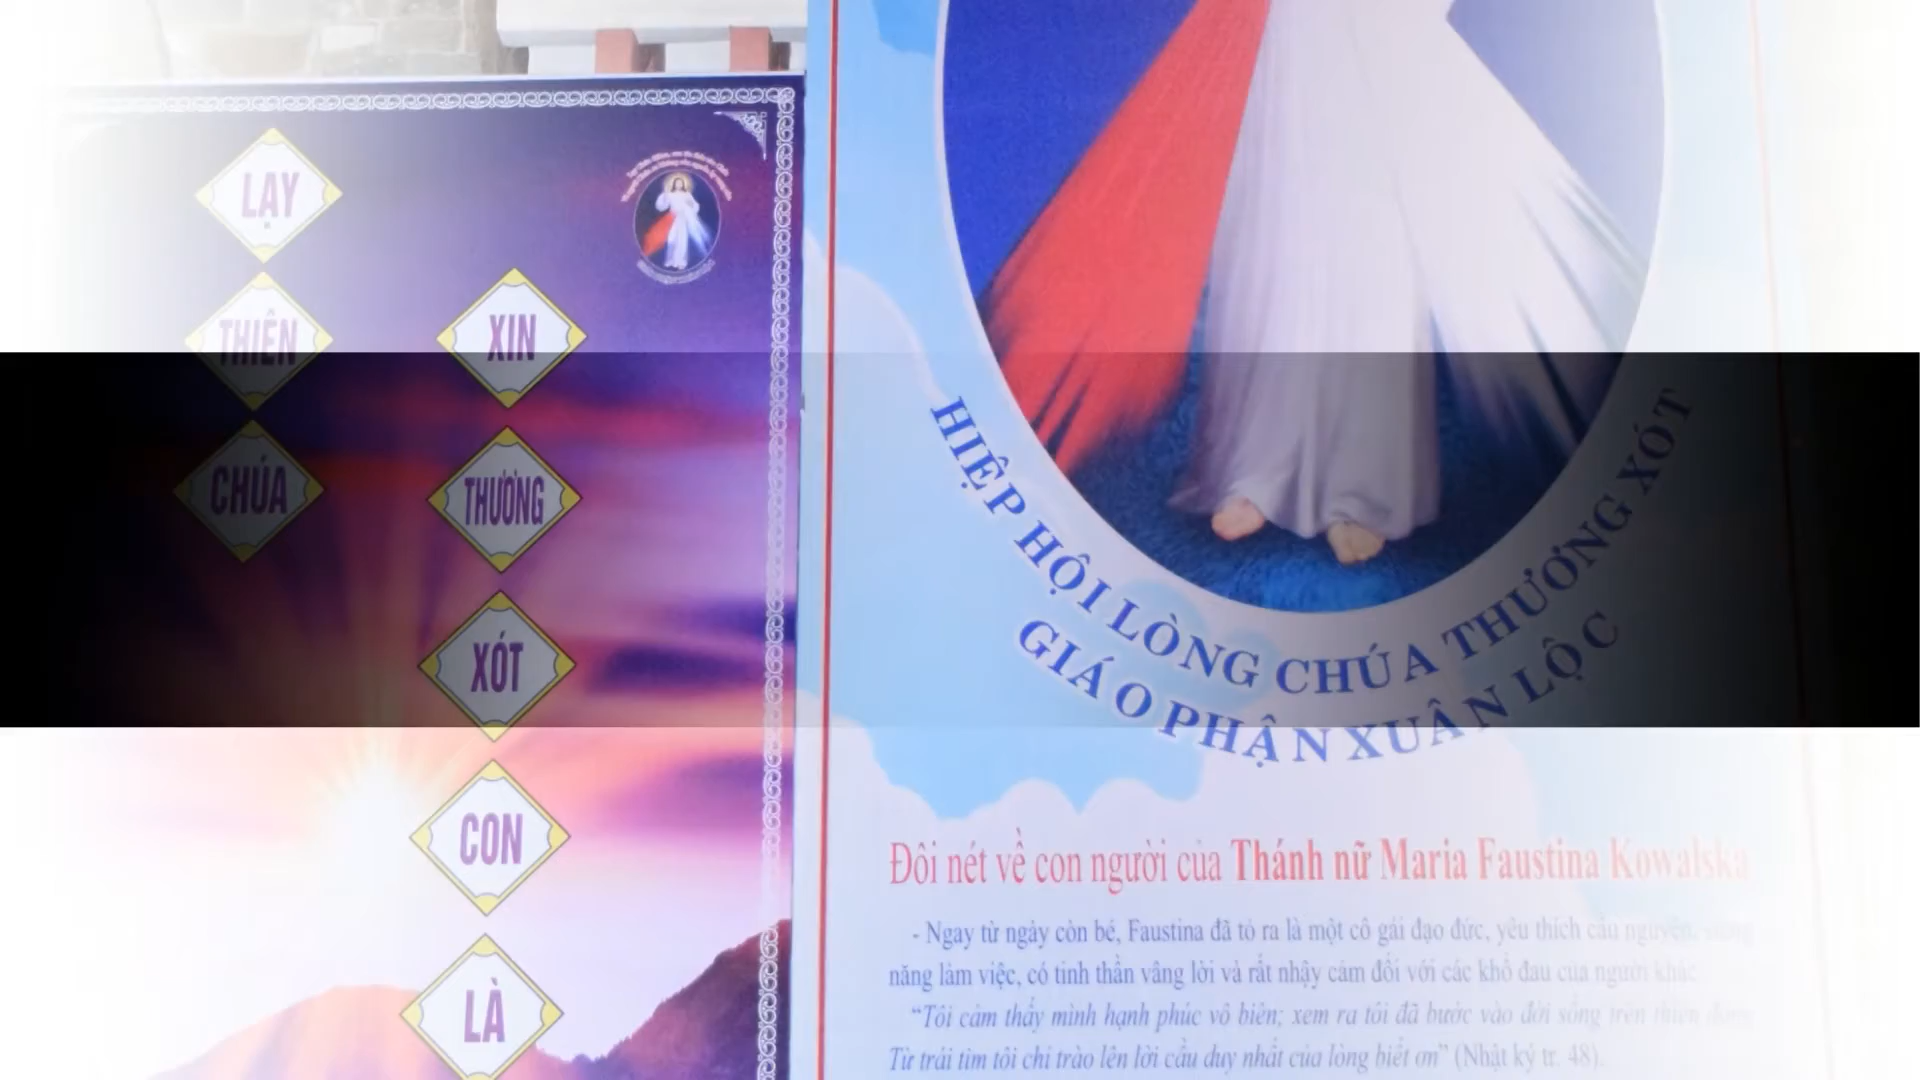 LẠY
THIÊN
CHÚA
XIN
THƯƠNG
XÓT
CON
LÀ
HIỆP HỘI LÒNG CHÚA THƯƠNG XÓT
GIÁO PHẬN XUÂN LỘC
Đôi nét về con người của Thánh nữ Maria Faustina Kowalska
- Ngay từ ngày còn bé, Faustina đã tỏ ra là một cô gái đạo đức, yêu thích cầu nguyện,
năng làm việc, có tinh thần vâng lời và rất nhậy cảm đối với các khổ đau của người khác.
“Tôi cảm thấy mình hạnh phúc vô biên; xem ra tôi đã bước vào đời sống trên thiên
Từ trái tim tôi chỉ trào lên lời cầu duy nhất của lòng biết ơn” (Nhật ký tr. 48).